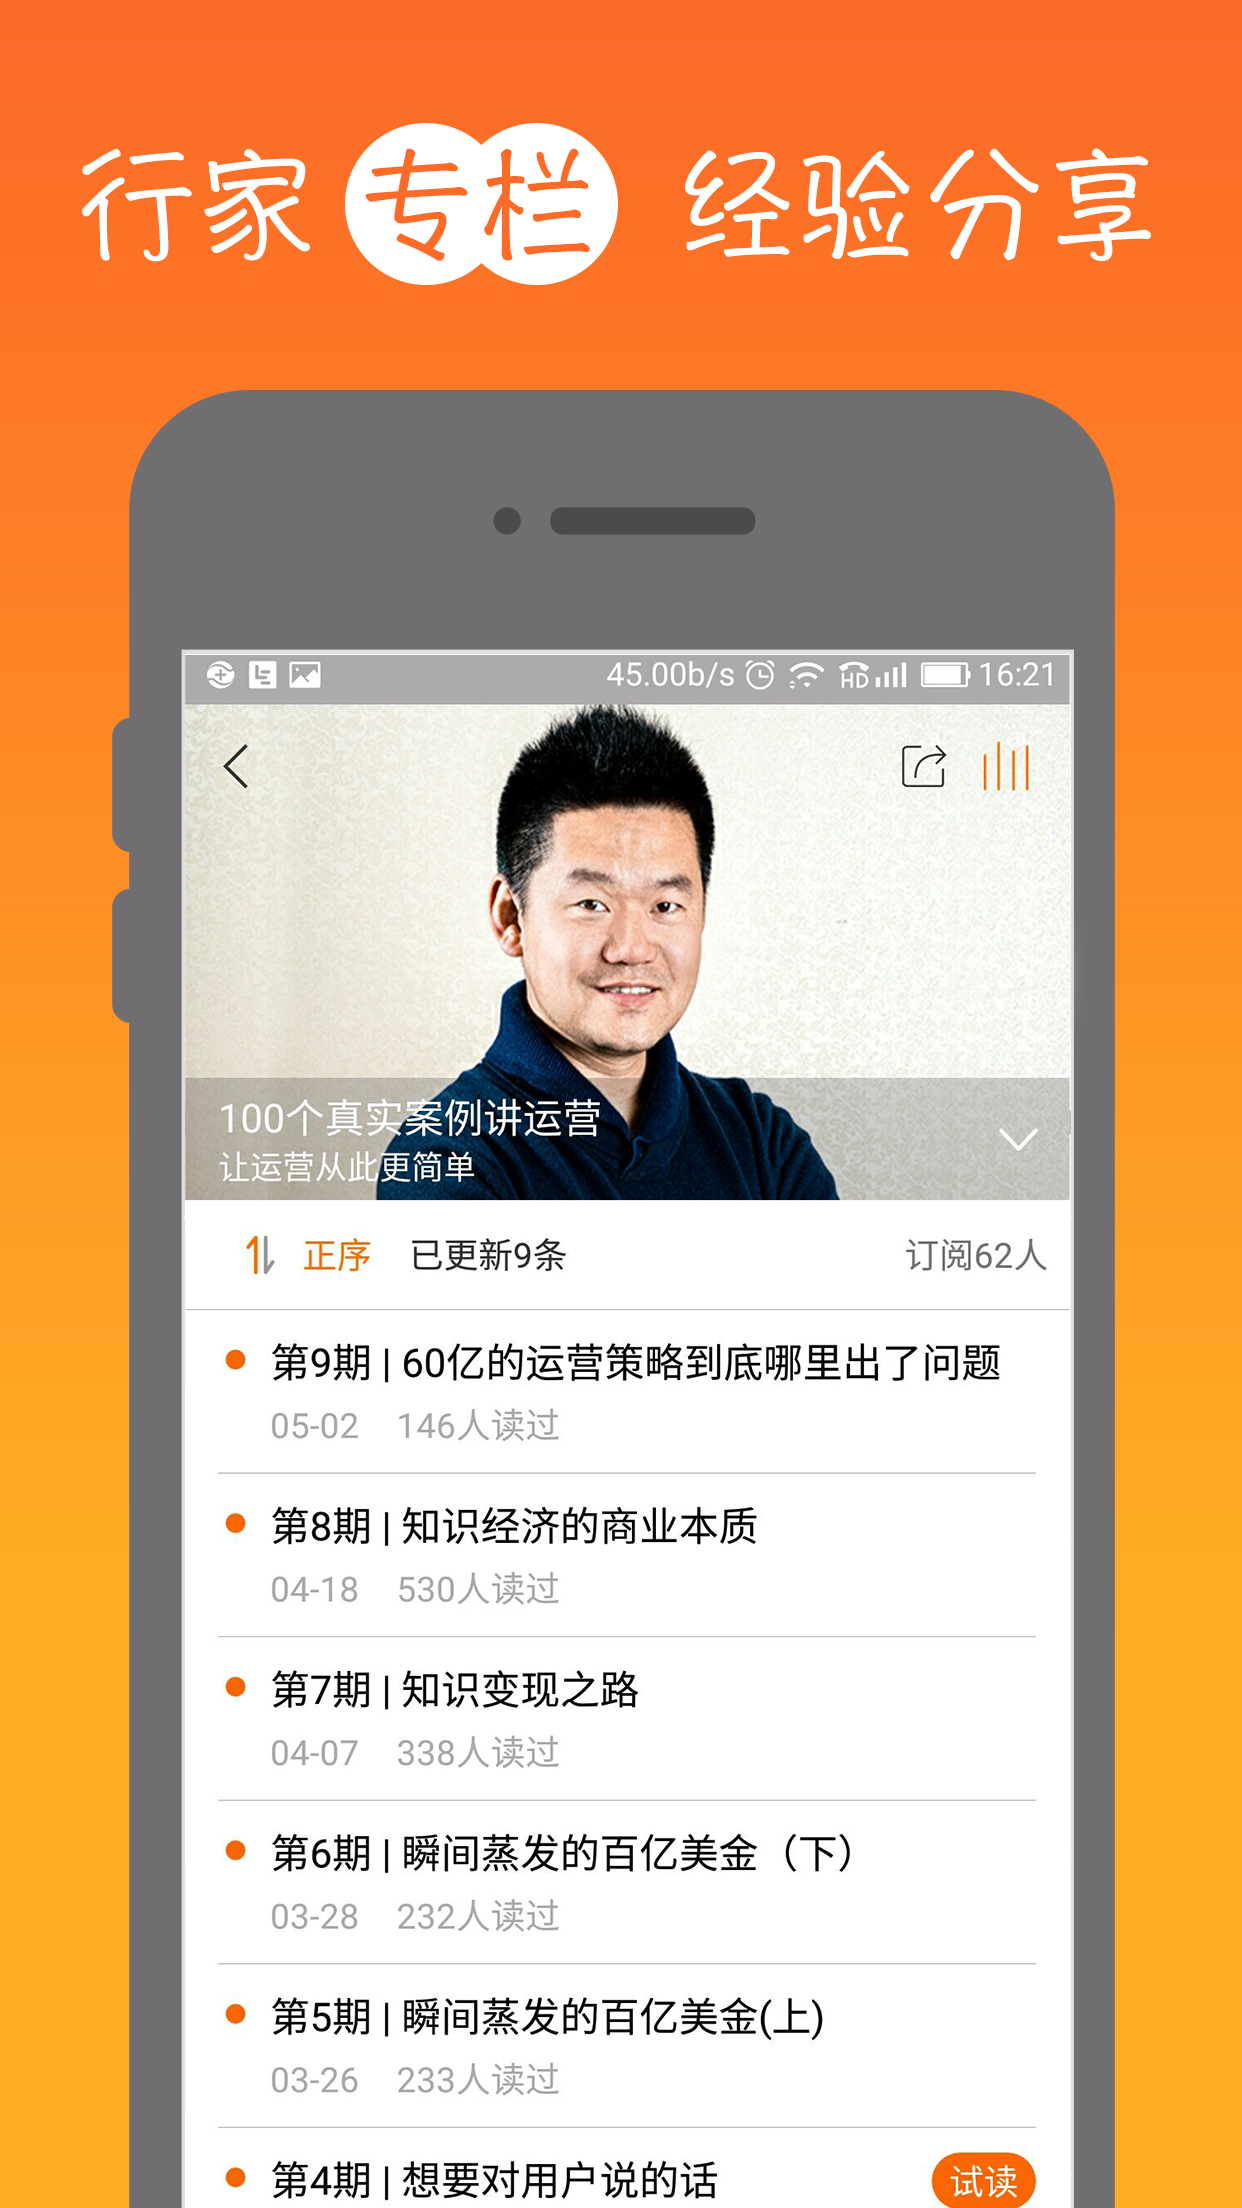 行家 专栏 经验分享
45.00b/s HD 16:21
100个真实案例讲运营
让运营从此更简单
正序 已更新9条 订阅62人
第9期 | 60亿的运营策略到底哪里出了问题
05-02 146人读过
第8期 | 知识经济的商业本质
04-18 530人读过
第7期 | 知识变现之路
04-07 338人读过
第6期 | 瞬间蒸发的百亿美金（下）
03-28 232人读过
第5期 | 瞬间蒸发的百亿美金(上)
03-26 233人读过
第4期 | 想要对用户说的话 试读